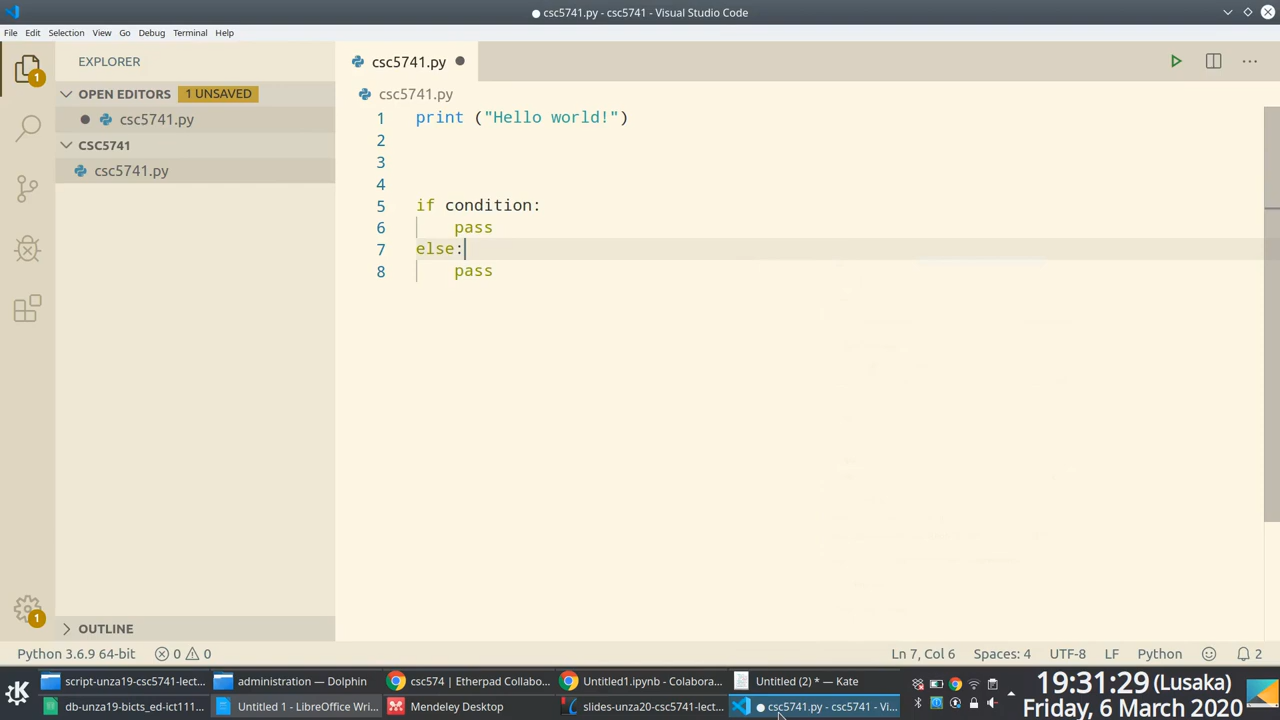 csc5741.py - csc5741 - Visual Studio Code
File Edit Selection View Go Debug Terminal Help
EXPLORER
csc5741.py
1
OPEN EDITORS 1 UNSAVED
csc5741.py
csc5741.py
CSC5741
csc5741.py
1 print ("Hello world!")
2
3
4
5 if condition:
6 pass
7 else:
8 pass
1
OUTLINE
Python 3.6.9 64-bit 0 0 Ln 7, Col 6 Spaces: 4 UTF-8 LF Python 2
script-unza19-csc5741-lect... administration — Dolphin csc574 | Etherpad Collabo... Untitled1.ipynb - Colabora... Untitled (2) * — Kate
db-unza19-bicts_ed-ict111... Untitled 1 - LibreOffice Wri... Mendeley Desktop slides-unza20-csc5741-lect... csc5741.py - csc5741 - Vi...
19:31:29 (Lusaka)
Friday, 6 March 2020